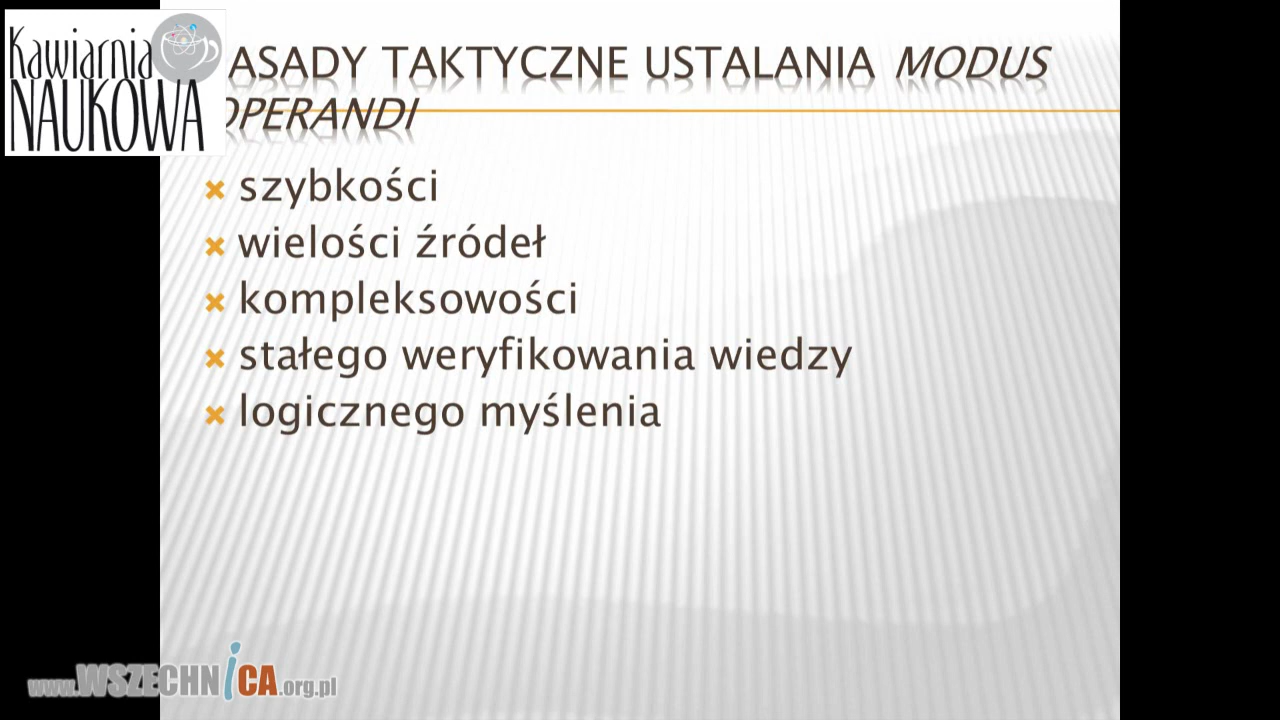 Kawiarnia
NAUKOWA
ASADY TAKTYCZNE USTALANIA MODUS
OPERANDI
szybkości
wielości źródeł
kompleksowości
stałego weryfikowania wiedzy
logicznego myślenia
www.WSZECHNiCA.org.pl